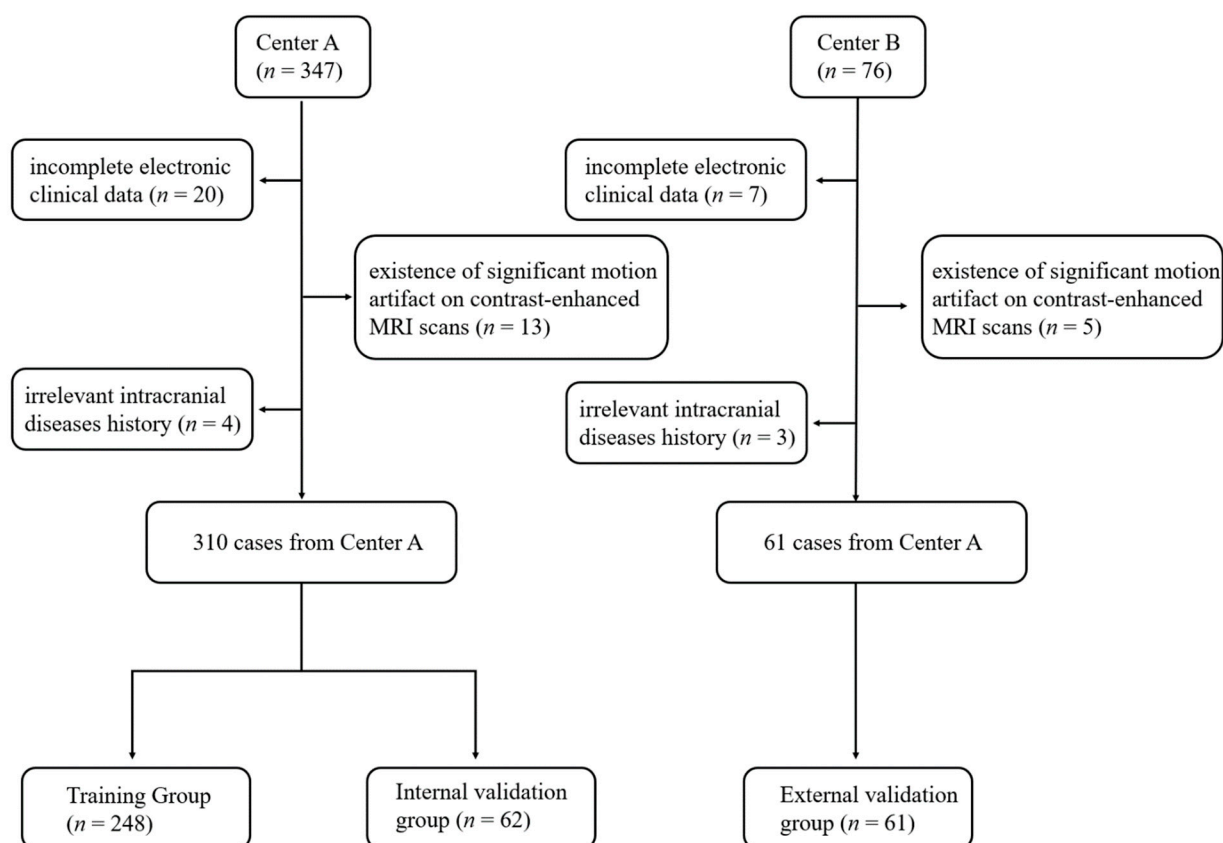 Center A
(n = 347)
incomplete electronic
clinical data (n = 20)
existence of significant motion
artifact on contrast-enhanced
MRI scans (n = 13)
irrelevant intracranial
diseases history (n = 4)
310 cases from Center A
Training Group
(n = 248)
Internal validation
group (n = 62)
Center B
(n = 76)
incomplete electronic
clinical data (n = 7)
existence of significant motion
artifact on contrast-enhanced
MRI scans (n = 5)
irrelevant intracranial
diseases history (n = 3)
61 cases from Center A
External validation
group (n = 61)